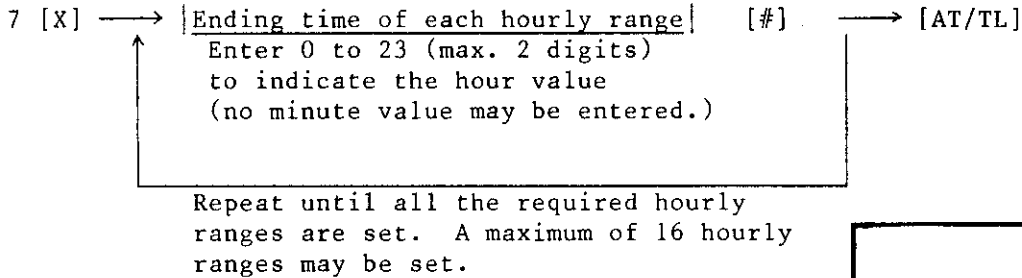 7 [X] ⟶ |Ending time of each hourly range| [#] ⟶ [AT/TL]
Enter 0 to 23 (max. 2 digits)
to indicate the hour value
(no minute value may be entered.)
Repeat until all the required hourly
ranges are set. A maximum of 16 hourly
ranges may be set.